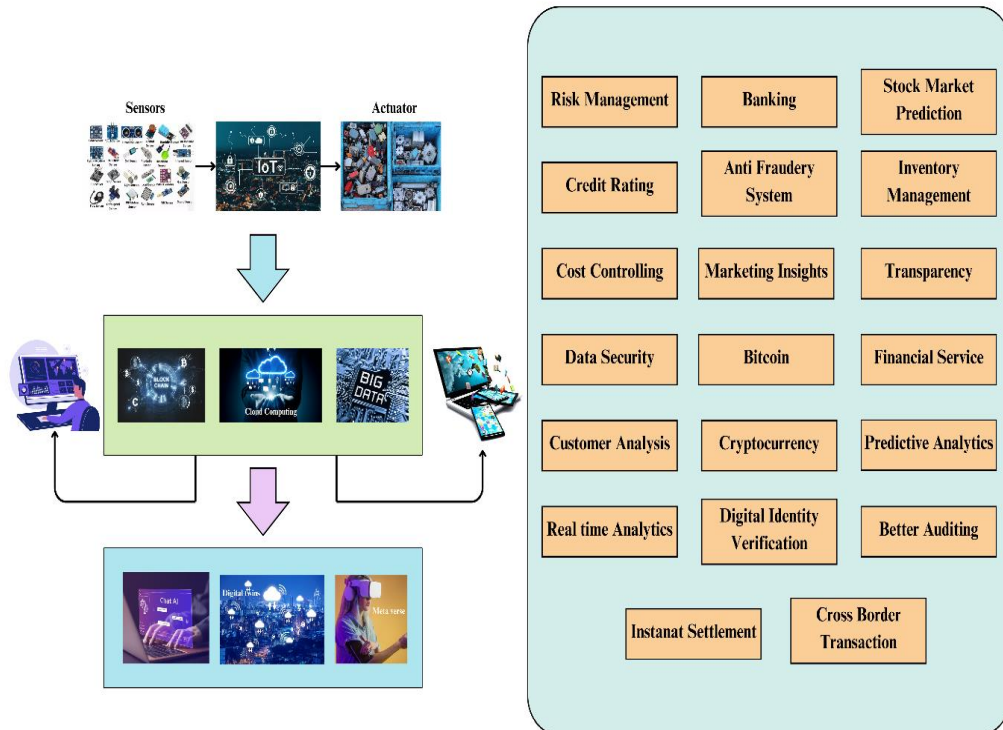 Sensors
Actuator
IoT
BLOCK
CHAIN
Cloud Computing
BIG
DATA
Chat AI
Digital twins
Meta verse
Risk Management
Banking
Stock Market
Prediction
Credit Rating
Anti Fraudery
System
Inventory
Management
Cost Controlling
Marketing Insights
Transparency
Data Security
Bitcoin
Financial Service
Customer Analysis
Cryptocurrency
Predictive Analytics
Real time Analytics
Digital Identity
Verification
Better Auditing
Instanat Settlement
Cross Border
Transaction